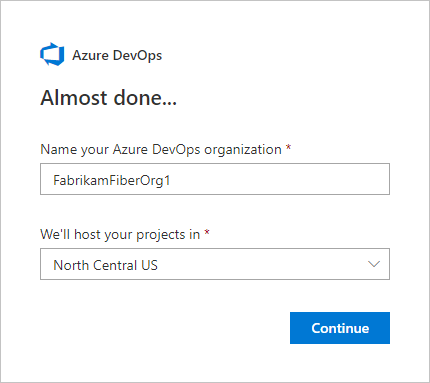 Azure DevOps
Almost done...
Name your Azure DevOps organization *
FabrikamFiberOrg1
We'll host your projects in *
North Central US
Continue